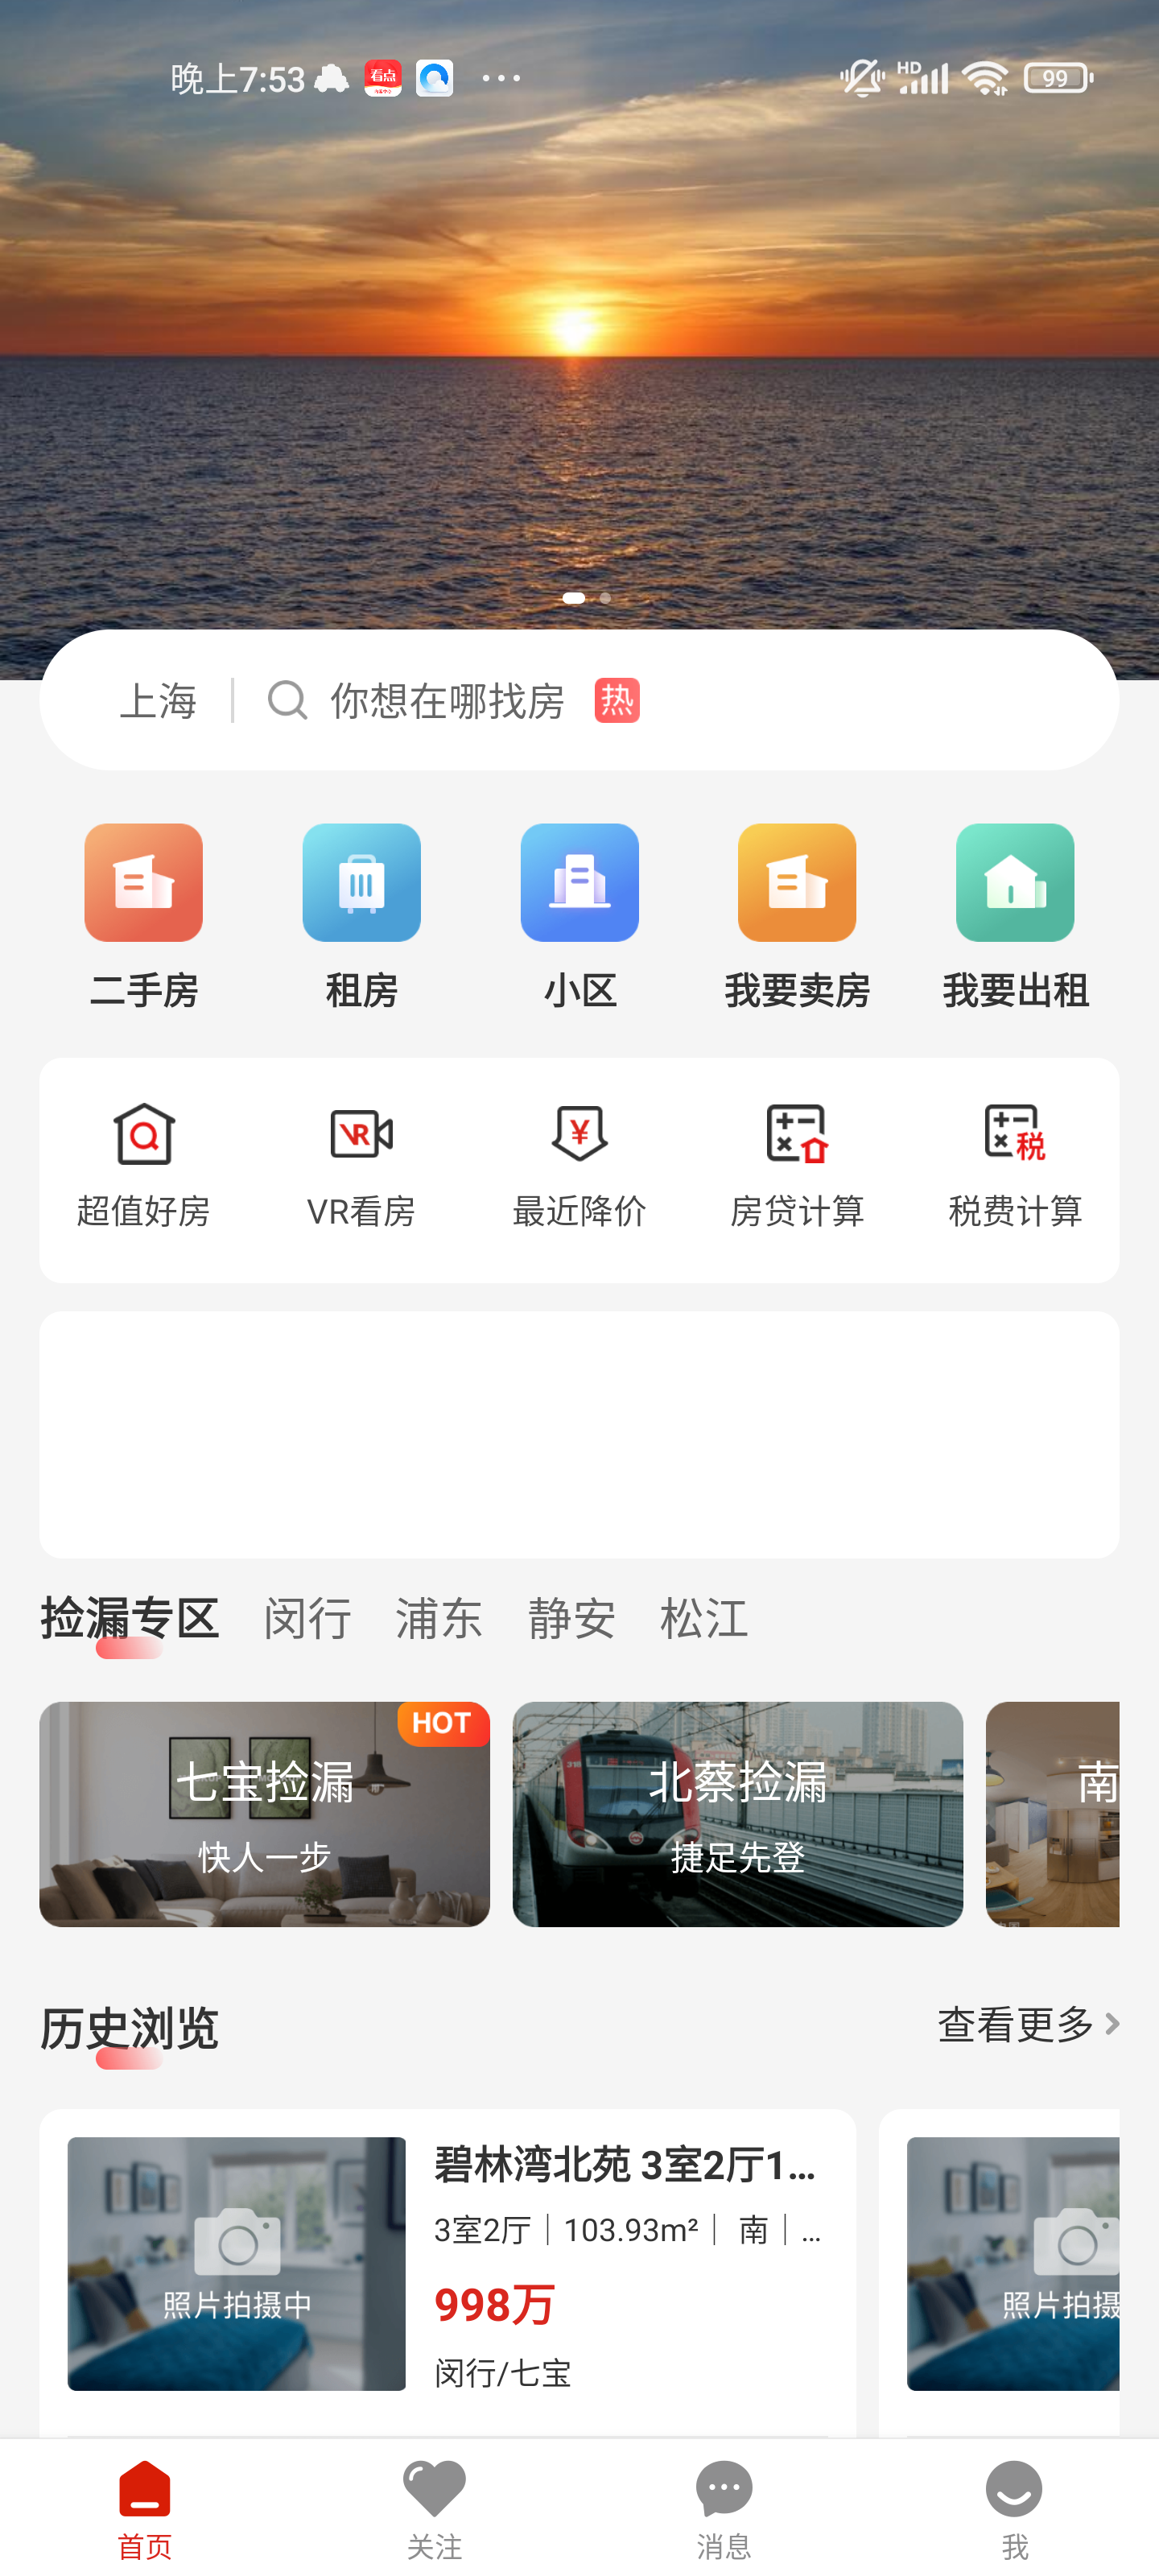 晚上7:53 看点 HD 99
上海 你想在哪找房 热
二手房 租房 小区 我要卖房 我要出租
VR ¥ 税
超值好房 VR看房 最近降价 房贷计算 税费计算
捡漏专区 闵行 浦东 静安 松江
HOT
七宝捡漏 北蔡捡漏 南
快人一步 捷足先登
历史浏览 查看更多
碧林湾北苑 3室2厅1...
3室2厅 | 103.93m² | 南 | ...
998万
照片拍摄中 照片拍摄
闵行/七宝
首页 关注 消息 我